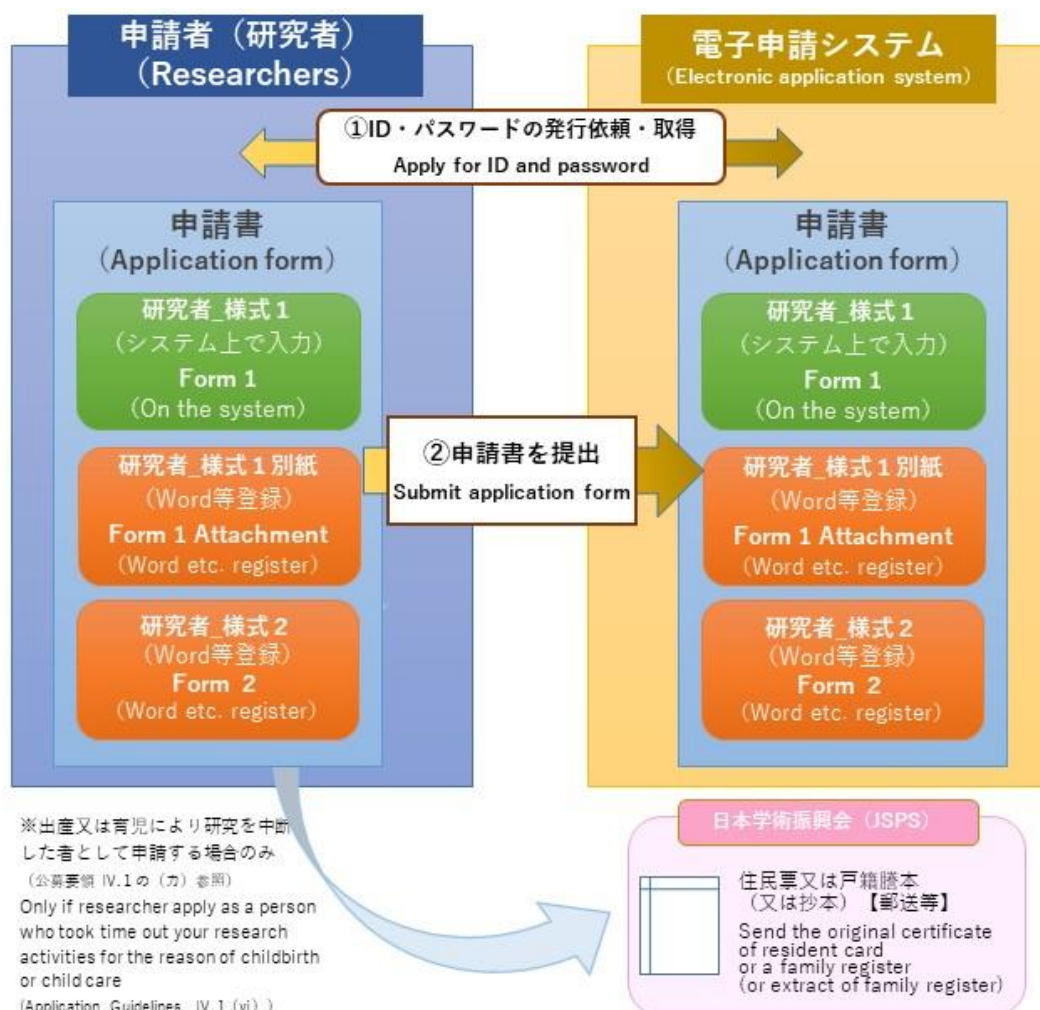 申請者（研究者）
（Researchers）
電子申請システム
（Electronic application system）
①ID・パスワードの発行依頼・取得
Apply for ID and password
申請書
（Application form）
研究者_様式１
（システム上で入力）
Form 1
（On the system）
研究者_様式１別紙
（Word等登録）
Form 1 Attachment
（Word etc. register）
研究者_様式２
（Word等登録）
Form 2
（Word etc. register）
②申請書を提出
Submit application form
申請書
（Application form）
研究者_様式１
（システム上で入力）
Form 1
（On the system）
研究者_様式１別紙
（Word等登録）
Form 1 Attachment
（Word etc. register）
研究者_様式２
（Word等登録）
Form 2
（Word etc. register）
※出産又は育児により研究を中断
した者として申請する場合のみ
（公募要領 Ⅳ.1の（カ）参照）
Only if researcher apply as a person
who took time out your research
activities for the reason of childbirth
or child care
(Application Guidelines Ⅳ.1（vi）)
日本学術振興会（JSPS）
住民票又は戸籍謄本
（又は抄本）【郵送等】
Send the original certificate
of resident card
or a family register
(or extract of family register)